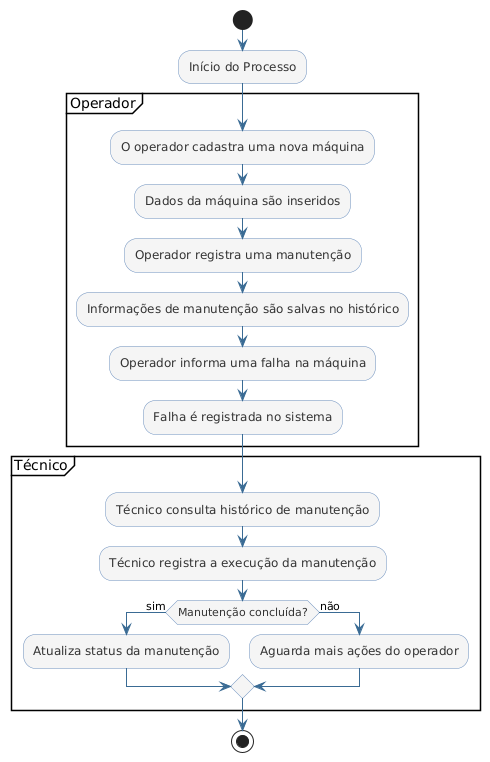 Início do Processo
Operador
O operador cadastra uma nova máquina
Dados da máquina são inseridos
Operador registra uma manutenção
Informações de manutenção são salvas no histórico
Operador informa uma falha na máquina
Falha é registrada no sistema
Técnico
Técnico consulta histórico de manutenção
Técnico registra a execução da manutenção
sim
Manutenção concluída?
não
Atualiza status da manutenção
Aguarda mais ações do operador